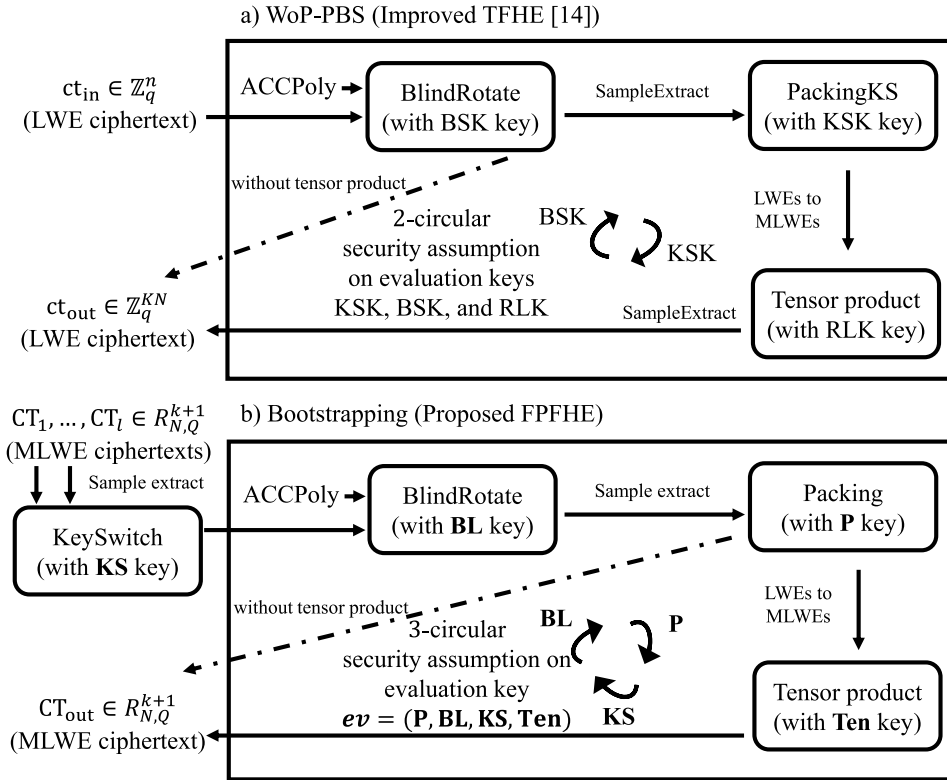 a) WoP-PBS (Improved TFHE [14])
ct_in ∈ ℤ_q^n
(LWE ciphertext)
ACCPoly
BlindRotate
(with BSK key)
SampleExtract
PackingKS
(with KSK key)
without tensor product
LWEs to
MLWEs
2-circular
security assumption
on evaluation keys
KSK, BSK, and RLK
BSK
KSK
ct_out ∈ ℤ_q^{KN}
(LWE ciphertext)
SampleExtract
Tensor product
(with RLK key)
b) Bootstrapping (Proposed FPFHE)
CT_1, … , CT_l ∈ R_{N,Q}^{k+1}
(MLWE ciphertexts)
Sample extract
KeySwitch
(with KS key)
ACCPoly
BlindRotate
(with BL key)
Sample extract
Packing
(with P key)
without tensor product
LWEs to
MLWEs
3-circular
security assumption on
evaluation key
ev = (P, BL, KS, Ten)
BL
P
KS
CT_out ∈ R_{N,Q}^{k+1}
(MLWE ciphertext)
Tensor product
(with Ten key)